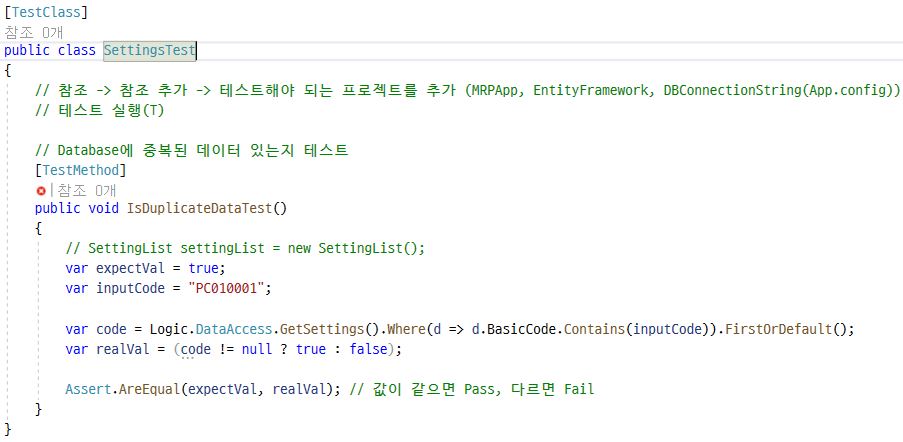 [TestClass]
참조 0개
public class SettingsTest
{
// 참조 -> 참조 추가 -> 테스트해야 되는 프로젝트를 추가 (MRPApp, EntityFramework, DBConnectionString(App.config))
// 테스트 실행(T)
// Database에 중복된 데이터 있는지 테스트
[TestMethod]
참조 0개
public void IsDuplicateDataTest()
{
// SettingList settingList = new SettingList();
var expectVal = true;
var inputCode = "PC010001";
var code = Logic.DataAccess.GetSettings().Where(d => d.BasicCode.Contains(inputCode)).FirstOrDefault();
var realVal = (code != null ? true : false);
Assert.AreEqual(expectVal, realVal); // 값이 같으면 Pass, 다르면 Fail
}
}